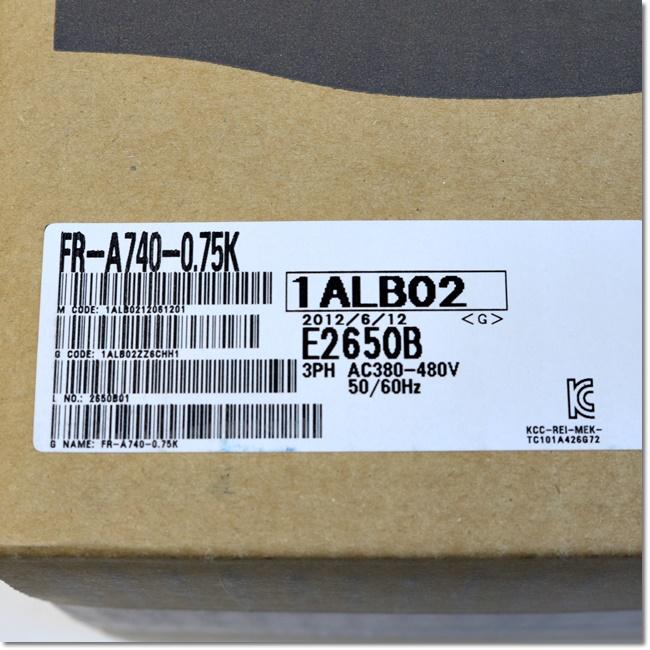 FR-A740-0.75K
M CODE: 1ALB0212061201
G CODE: 1ALB02ZZ6CHH1
L NO.: 2650B01
G NAME: FR-A740-0.75K
1ALB02
2012/6/12 <G>
E2650B
3PH AC380-480V
50/60Hz
KCC-REI-MEK-
TC101A426G72